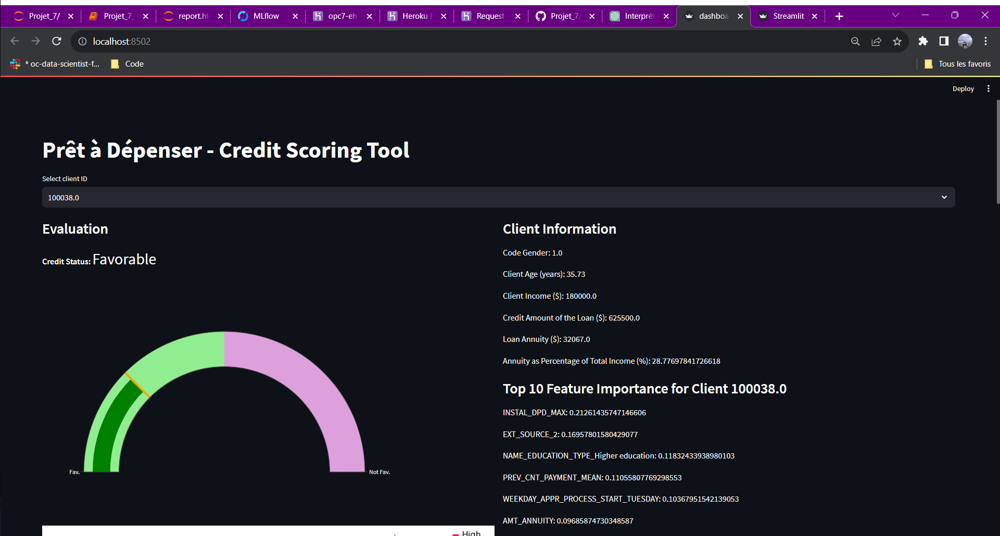 Projet_7/
Projet_7_
report.ht
MLflow
opc7-eh
Heroku
Request
Projet_7/
Interprét
dashboa
Streamlit
localhost:8502
* oc-data-scientist-f...
Code
Tous les favoris
Deploy
Prêt à Dépenser - Credit Scoring Tool
Select client ID
100038.0
Evaluation
Credit Status: Favorable
Fav.
Not Fav.
Client Information
Code Gender: 1.0
Client Age (years): 35.73
Client Income ($): 180000.0
Credit Amount of the Loan ($): 625500.0
Loan Annuity ($): 32067.0
Annuity as Percentage of Total Income (%): 28.77697841726618
Top 10 Feature Importance for Client 100038.0
INSTAL_DPD_MAX: 0.21261435747146606
EXT_SOURCE_2: 0.16957801580429077
NAME_EDUCATION_TYPE_Higher education: 0.11832433938980103
PREV_CNT_PAYMENT_MEAN: 0.11055807769298553
WEEKDAY_APPR_PROCESS_START_TUESDAY: 0.10367951542139053
AMT_ANNUITY: 0.09685874730348587
High